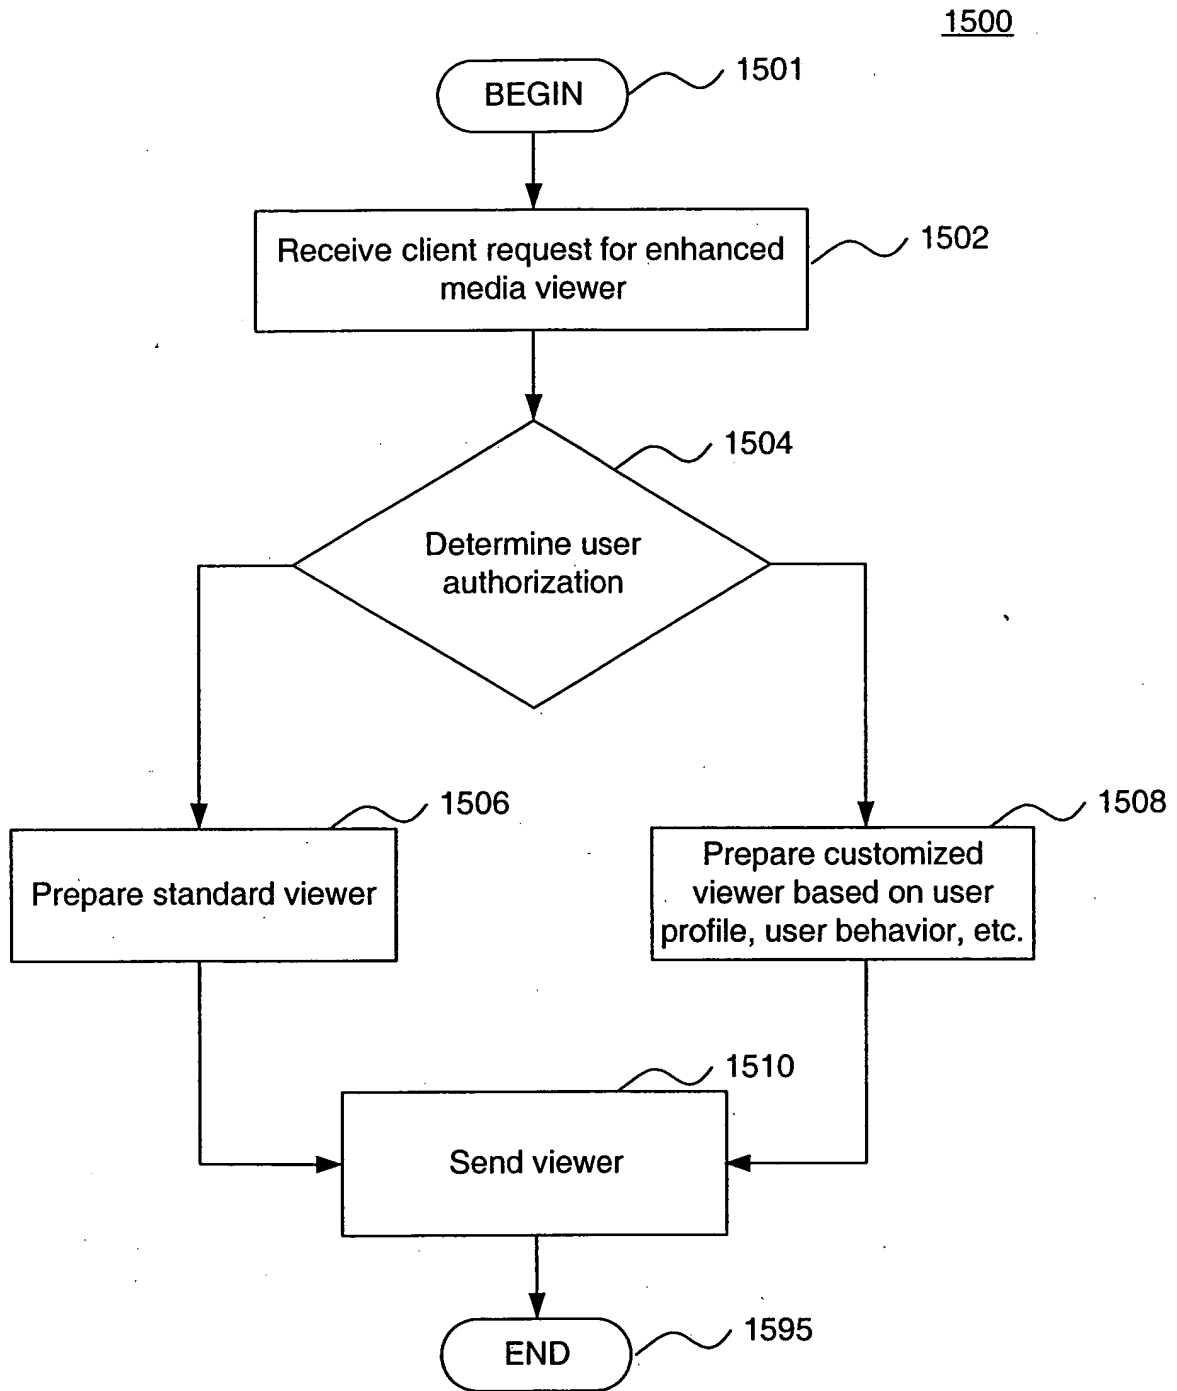 1500
BEGIN
1501
Receive client request for enhanced
media viewer
1502
1504
Determine user
authorization
1506
Prepare standard viewer
1508
Prepare customized
viewer based on user
profile, user behavior, etc.
1510
Send viewer
END
1595